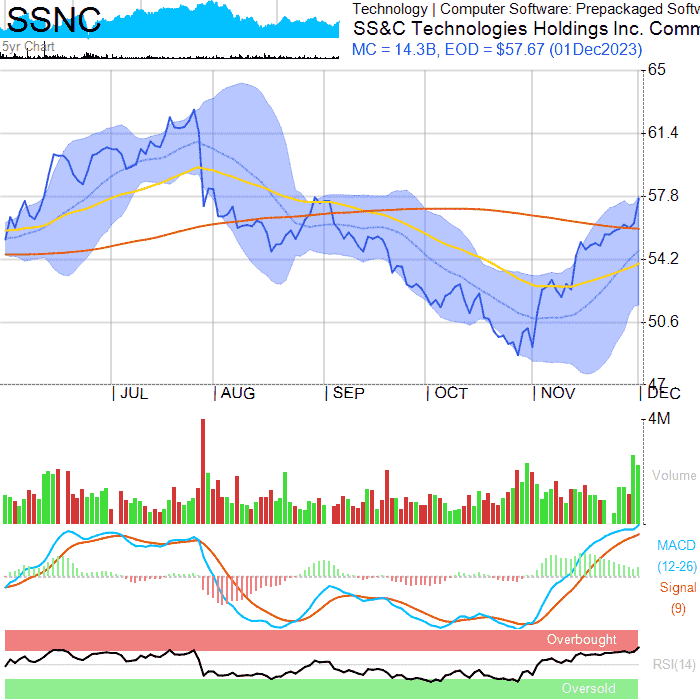 SSNC
5yr Chart
Technology | Computer Software: Prepackaged Softw
SS&C Technologies Holdings Inc. Comm
MC = 14.3B, EOD = $57.67 (01Dec2023)
65
61.4
57.8
54.2
50.6
47
| JUL | AUG | SEP | OCT | NOV | DEC
4M
Volume
MACD
(12-26)
Signal
(9)
Overbought
RSI(14)
Oversold